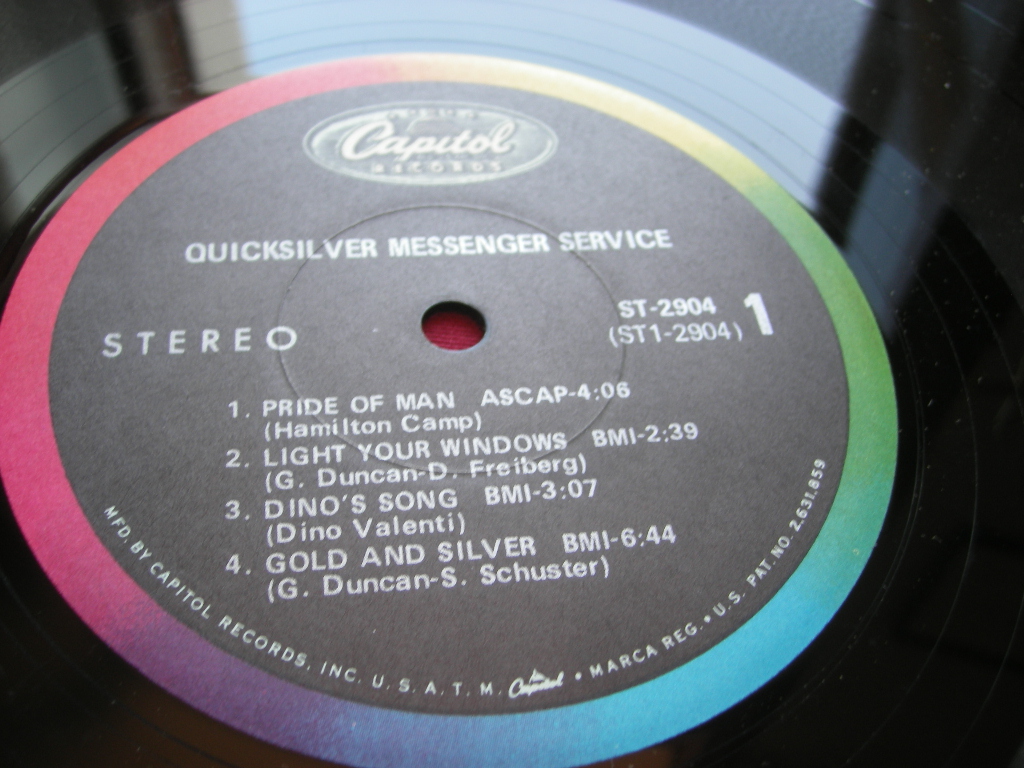 Capitol
RECORDS
QUICKSILVER MESSENGER SERVICE
STEREO
ST-2904
(ST1-2904)
1
1. PRIDE OF MAN ASCAP-4:06
(Hamilton Camp)
2. LIGHT YOUR WINDOWS BMI-2:39
(G. Duncan-D. Freiberg)
3. DINO'S SONG BMI-3:07
(Dino Valenti)
4. GOLD AND SILVER BMI-6:44
(G. Duncan-S. Schuster)
MFD. BY CAPITOL RECORDS, INC. U. S. A. T. M. Capitol • MARCA REG. • U.S. PAT. NO. 2,631,859